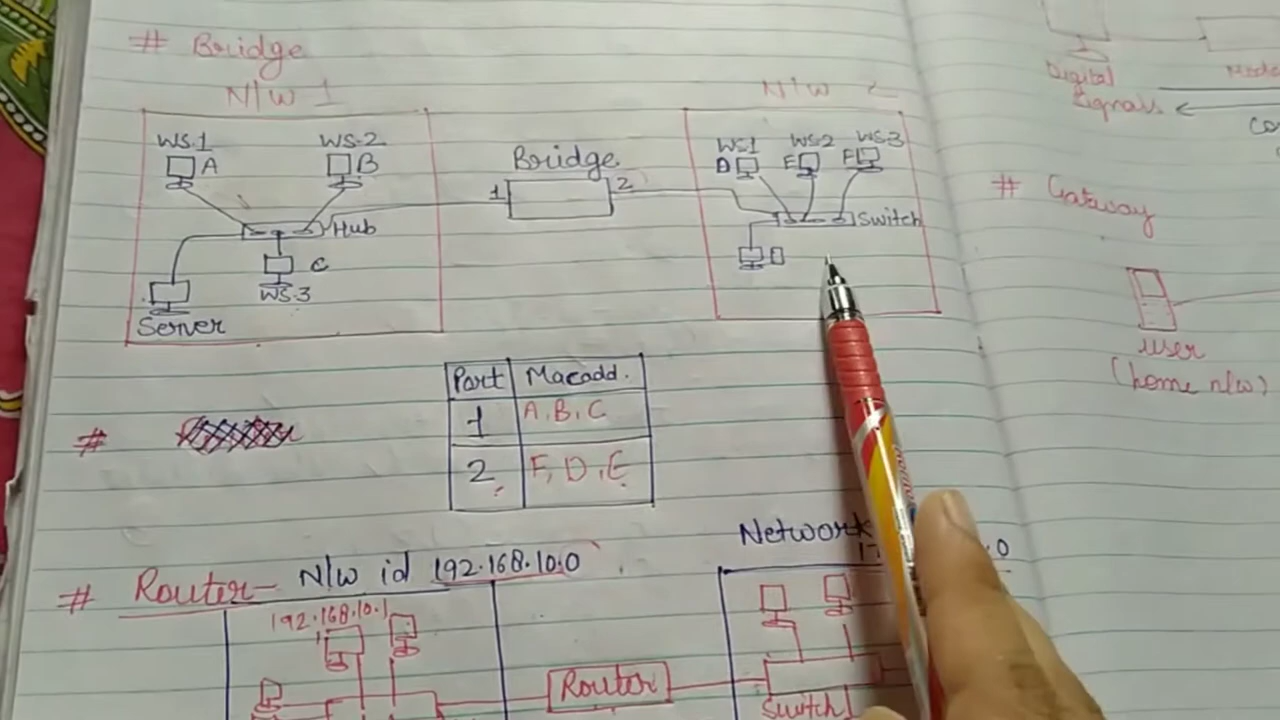 # Bridge
N/w 1
N/w 2
WS.1
A
WS-2
B
Hub
C
WS.3
Server
Bridge
1
2
WS1
D
WS-2
E
WS-3
F
Switch
Part Macadd.
1 A, B, C
2 F, D, E
#
# Router- N/w id 192.168.10.0
192.168.10.1
Router
Network
.0
Switch
Digital
Signals
# Gateway
user
(home n/w)